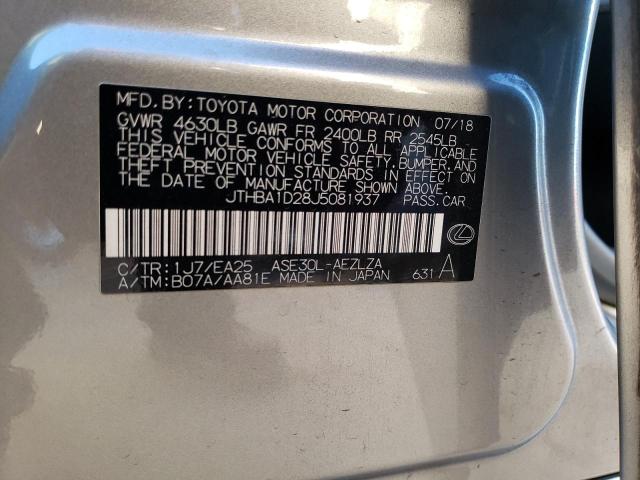 MFD. BY: TOYOTA MOTOR CORPORATION 07/18
GVWR 4630LB GAWR FR 2400LB RR 2545LB
THIS VEHICLE CONFORMS TO ALL APPLICABLE
FEDERAL MOTOR VEHICLE SAFETY, BUMPER, AND
THEFT PREVENTION STANDARDS IN EFFECT ON
THE DATE OF MANUFACTURE SHOWN ABOVE.
JTHBA1D28J5081937 PASS.CAR
C/TR: 1J7/EA25 ASE30L-AEZLZA
A/TM: B07A/AA81E MADE IN JAPAN 631 A